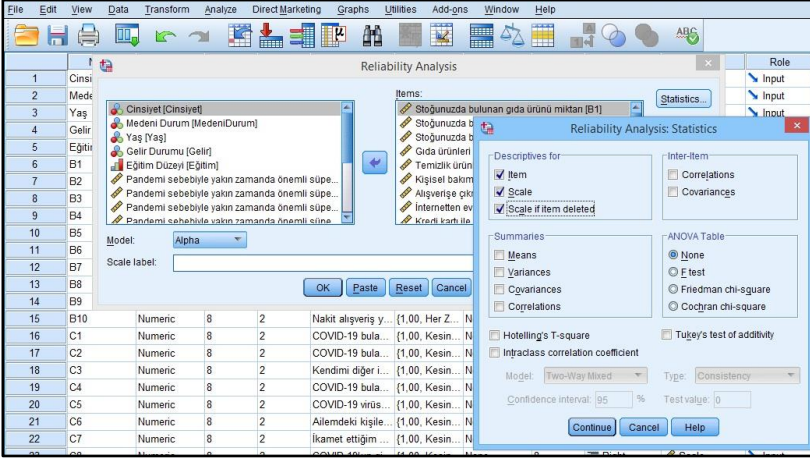 File Edit View Data Transform Analyze Direct Marketing Graphs Utilities Add-ons Window Help
Role
1 Cinsi Input
2 Mede Input
3 Yaş Input
4 Gelir
5 Eğitin
6 B1
7 B2
8 B3
9 B4
10 B5
11 B6
12 B7
13 B8
14 B9
15 B10 Numeric 8 2 Nakit alışveriş y... {1,00, Her Z...
16 C1 Numeric 8 2 COVID-19 bula... {1,00, Kesin...
17 C2 Numeric 8 2 COVID-19 bula... {1,00, Kesin...
18 C3 Numeric 8 2 Kendimi diğer i... {1,00, Kesin...
19 C4 Numeric 8 2 COVID-19 bula... {1,00, Kesin...
20 C5 Numeric 8 2 COVID-19 virüs... {1,00, Kesin...
21 C6 Numeric 8 2 Ailemdeki kişile... {1,00, Kesin...
22 C7 Numeric 8 2 İkamet ettiğim ... {1,00, Kesin...
Reliability Analysis
Cinsiyet [Cinsiyet]
Medeni Durum [MedeniDurum]
Yaş [Yaş]
Gelir Durumu [Gelir]
Eğitim Düzeyi [Eğitim]
Pandemi sebebiyle yakın zamanda önemli süpe...
Pandemi sebebiyle yakın zamanda önemli süpe...
Pandemi sebebiyle yakın zamanda önemli süpe...
Pandemi sebebiyle yakın zamanda önemli süpe...
Items:
Stoğunuzda bulunan gıda ürünü miktarı [B1]
Stoğunuzda b
Stoğunuzda b
Gıda ürünleri
Temizlik ürün
Kişisel bakım
Alışverişe çık
İnternetten ev
Kredi kartı ile
Statistics...
Model: Alpha
Scale label:
OK Paste Reset Cancel
Reliability Analysis: Statistics
Descriptives for
Item
Scale
Scale if item deleted
Inter-Item
Correlations
Covariances
Summaries
Means
Variances
Covariances
Correlations
ANOVA Table
None
F test
Friedman chi-square
Cochran chi-square
Hotelling's T-square
Tukey's test of additivity
Intraclass correlation coefficient
Model: Two-Way Mixed Type: Consistency
Confidence interval: 95 % Test value: 0
Continue Cancel Help